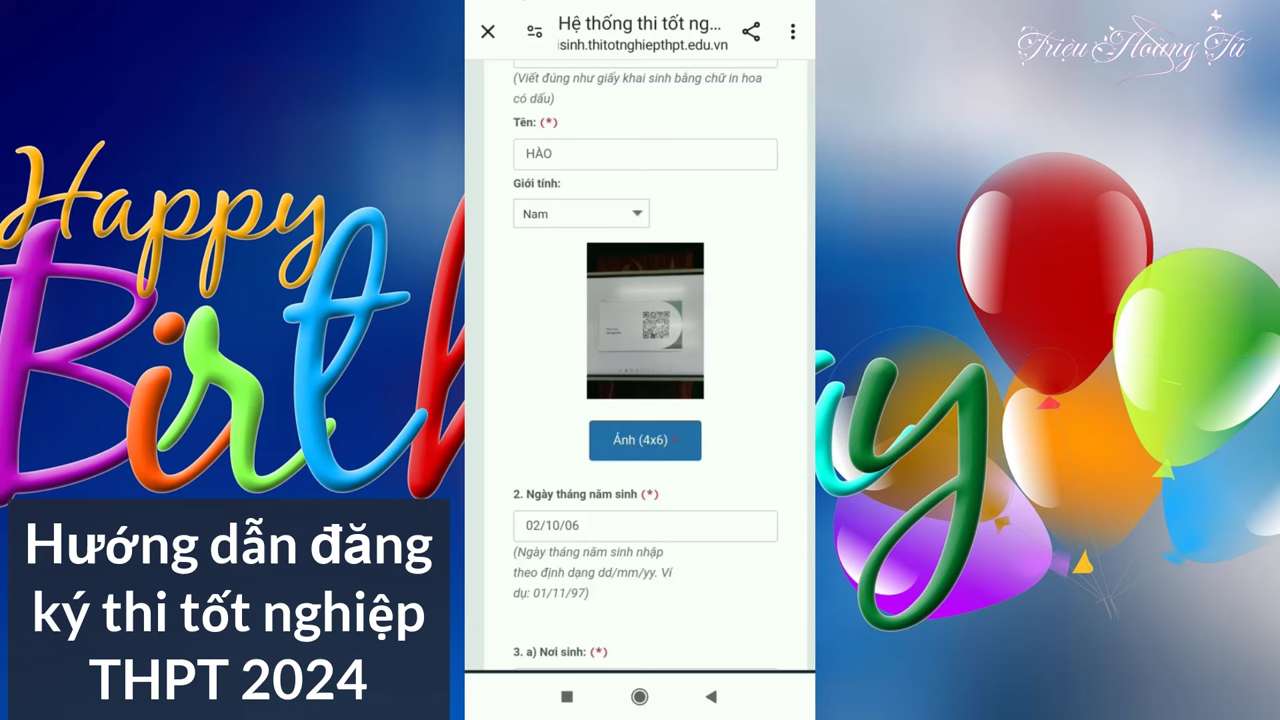 Hệ thống thi tốt ng...
isinh.thitotnghiepthpt.edu.vn
Triệu Hoàng Tũ
(Viết đúng như giấy khai sinh bằng chữ in hoa
có dấu)
Tên: (*)
HÀO
Giới tính:
Nam
Ảnh (4x6)
2. Ngày tháng năm sinh (*)
02/10/06
(Ngày tháng năm sinh nhập
theo định dạng dd/mm/yy. Ví
dụ: 01/11/97)
3. a) Nơi sinh: (*)
Happy
Birth
ay
Hướng dẫn đăng
ký thi tốt nghiệp
THPT 2024